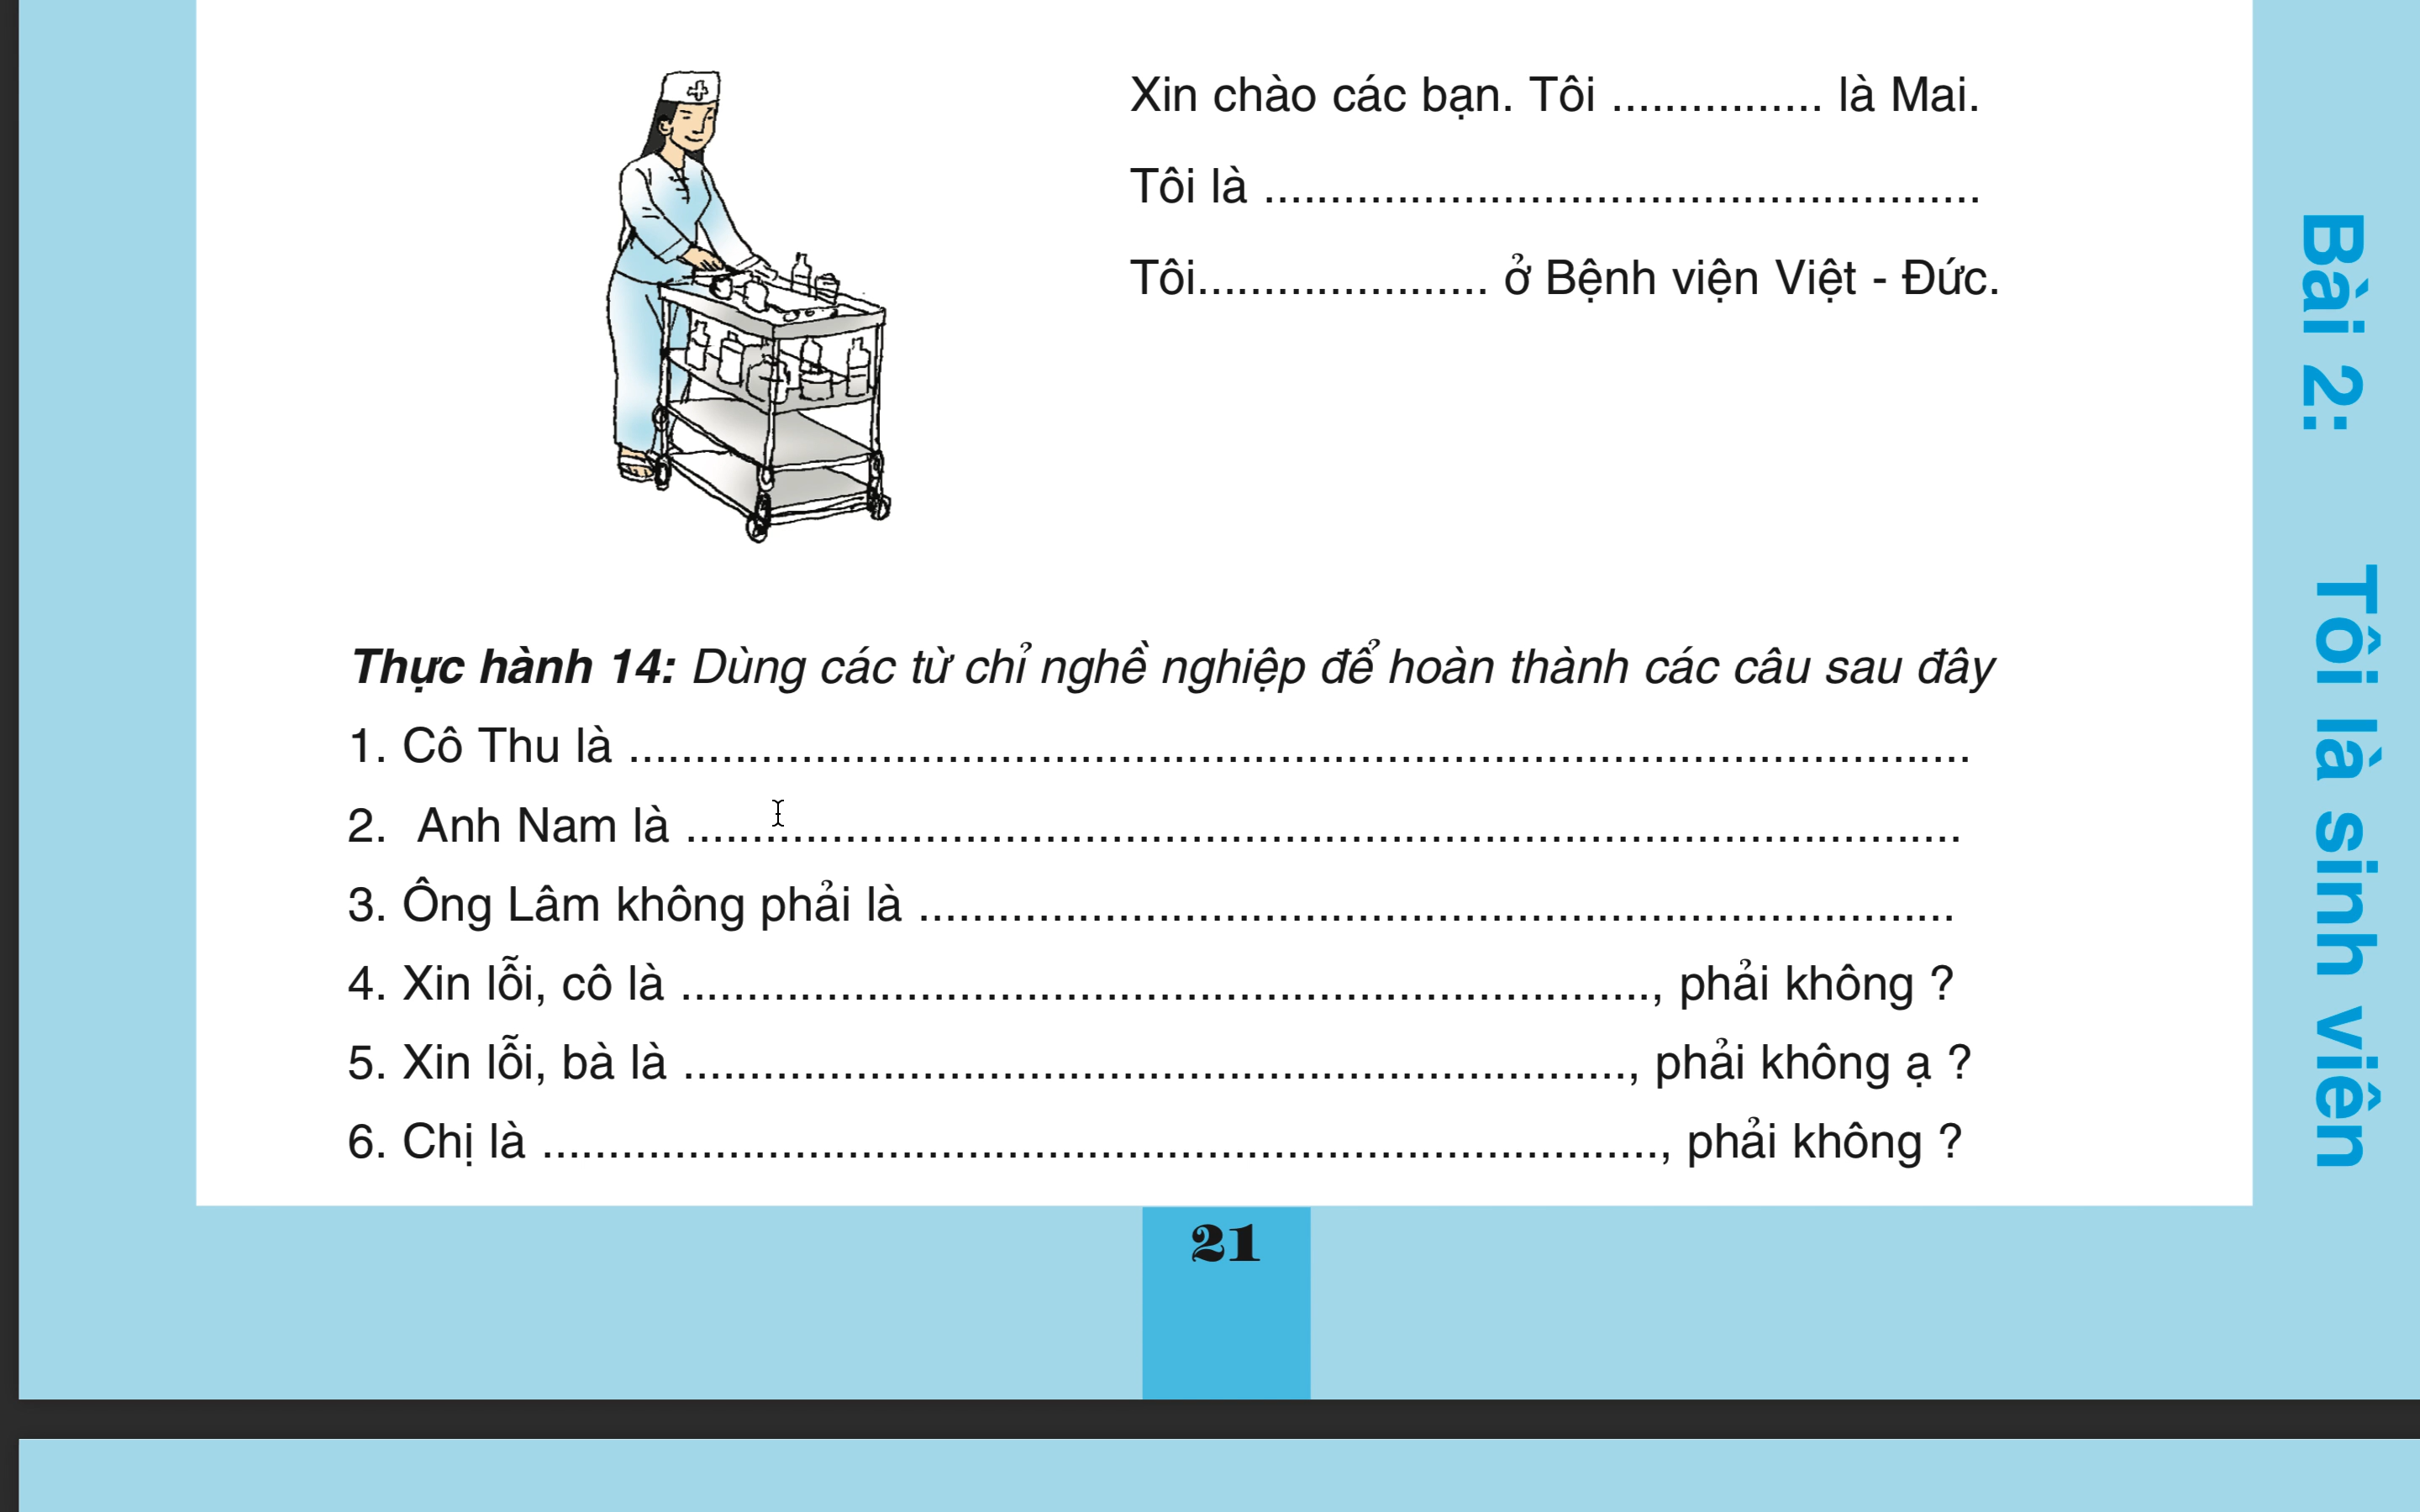 Xin chào các bạn. Tôi ................ là Mai.
Tôi là ......................................................
Tôi...................... ở Bệnh viện Việt - Đức.
Thực hành 14: Dùng các từ chỉ nghề nghiệp để hoàn thành các câu sau đây
1. Cô Thu là .....................................................................................................
2. Anh Nam là ................................................................................................
3. Ông Lâm không phải là ..............................................................................
4. Xin lỗi, cô là ........................................................................., phải không ?
5. Xin lỗi, bà là ......................................................................., phải không ạ ?
6. Chị là ...................................................................................., phải không ?
21
Bài 2: Tôi là sinh viên